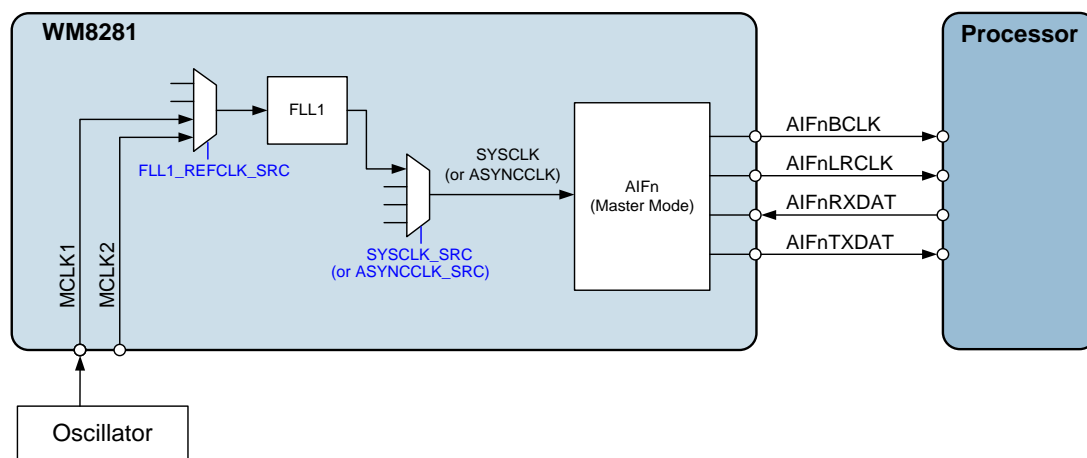 WM8281
Processor
FLL1
FLL1_REFCLK_SRC
SYSCLK
(or ASYNCCLK)
SYSCLK_SRC
(or ASYNCCLK_SRC)
AIFn
(Master Mode)
AIFnBCLK
AIFnLRCLK
AIFnRXDAT
AIFnTXDAT
MCLK1
MCLK2
Oscillator